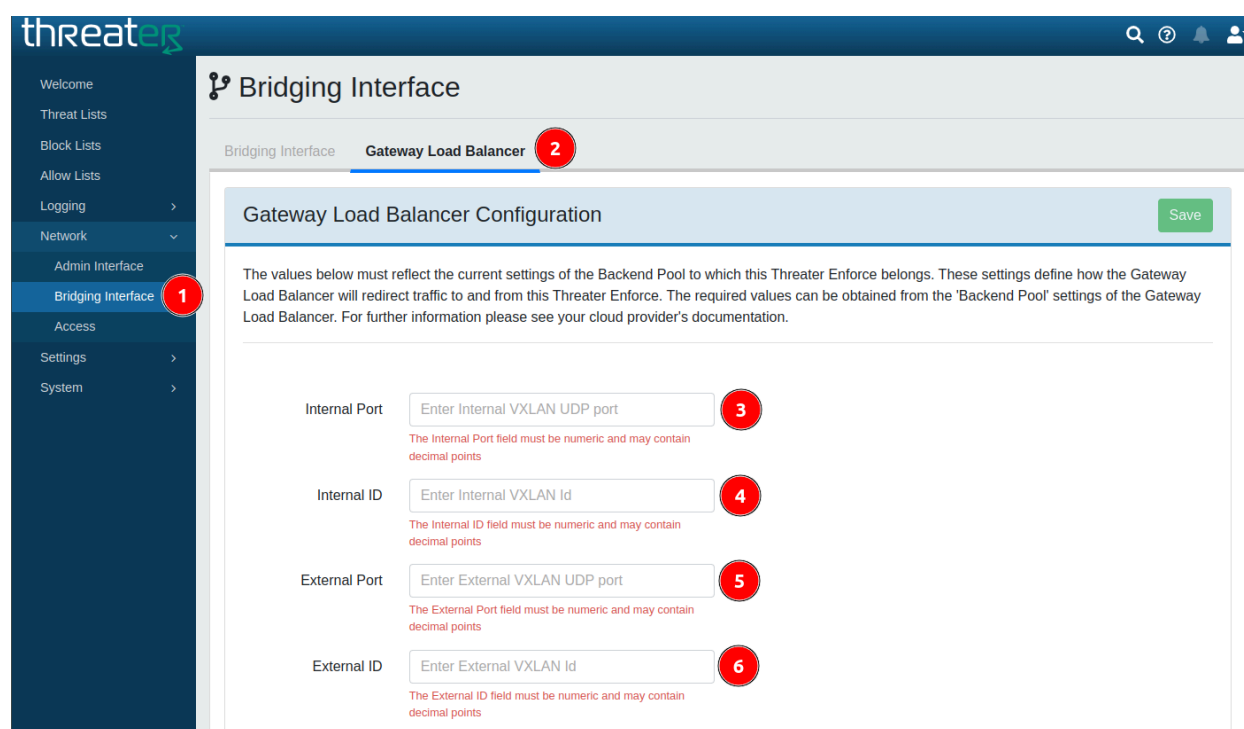 threater
Bridging Interface
Welcome
Threat Lists
Block Lists
Allow Lists
Logging
Network
Admin Interface
Bridging Interface 1
Access
Settings
System
Bridging Interface Gateway Load Balancer 2
Gateway Load Balancer Configuration Save
The values below must reflect the current settings of the Backend Pool to which this Threater Enforce belongs. These settings define how the Gateway
Load Balancer will redirect traffic to and from this Threater Enforce. The required values can be obtained from the 'Backend Pool' settings of the Gateway
Load Balancer. For further information please see your cloud provider's documentation.
Internal Port Enter Internal VXLAN UDP port 3
The Internal Port field must be numeric and may contain
decimal points
Internal ID Enter Internal VXLAN Id 4
The Internal ID field must be numeric and may contain
decimal points
External Port Enter External VXLAN UDP port 5
The External Port field must be numeric and may contain
decimal points
External ID Enter External VXLAN Id 6
The External ID field must be numeric and may contain
decimal points